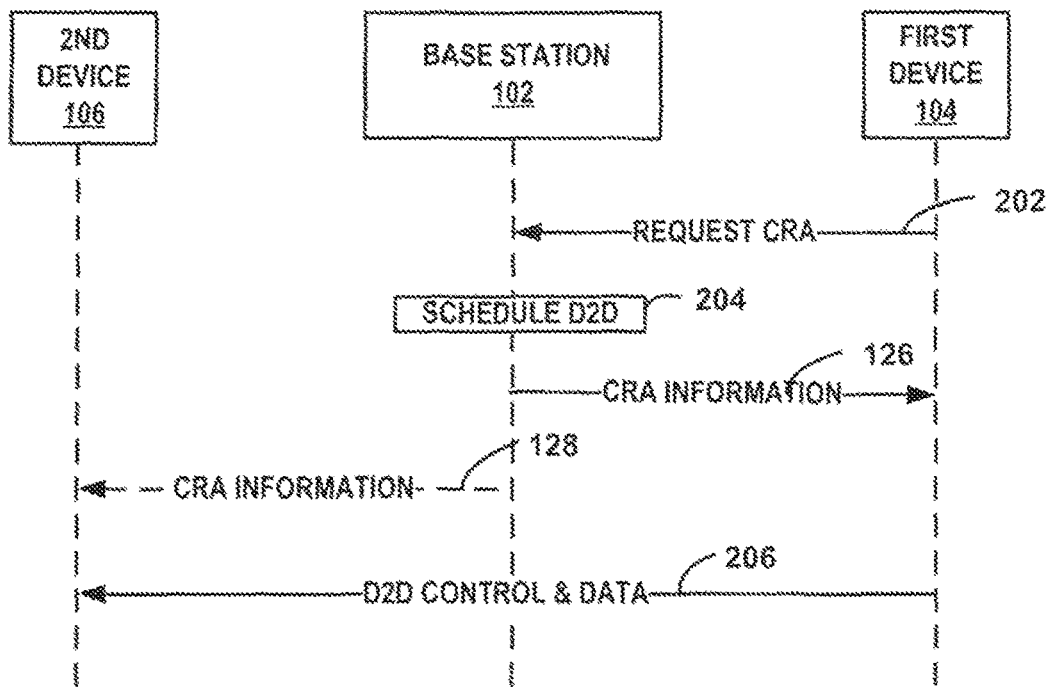 2ND
DEVICE
106
BASE STATION
102
FIRST
DEVICE
104
202
REQUEST CRA
SCHEDULE D2D
204
126
CRA INFORMATION
128
CRA INFORMATION
206
D2D CONTROL & DATA